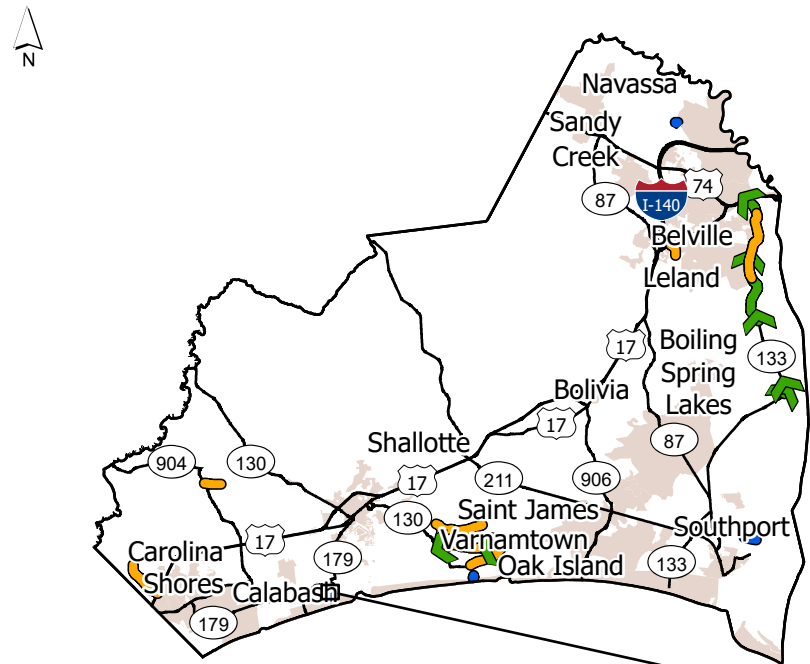 N
Navassa
Sandy
Creek
74
87
I-140
Belville
Leland
17
Boiling
Spring
Lakes
133
Bolivia
17
Shallotte
87
904
130
17
211
906
130
Saint James
Southport
17
Varnamtown
Carolina
Shores
179
Oak Island
133
Calabash
179